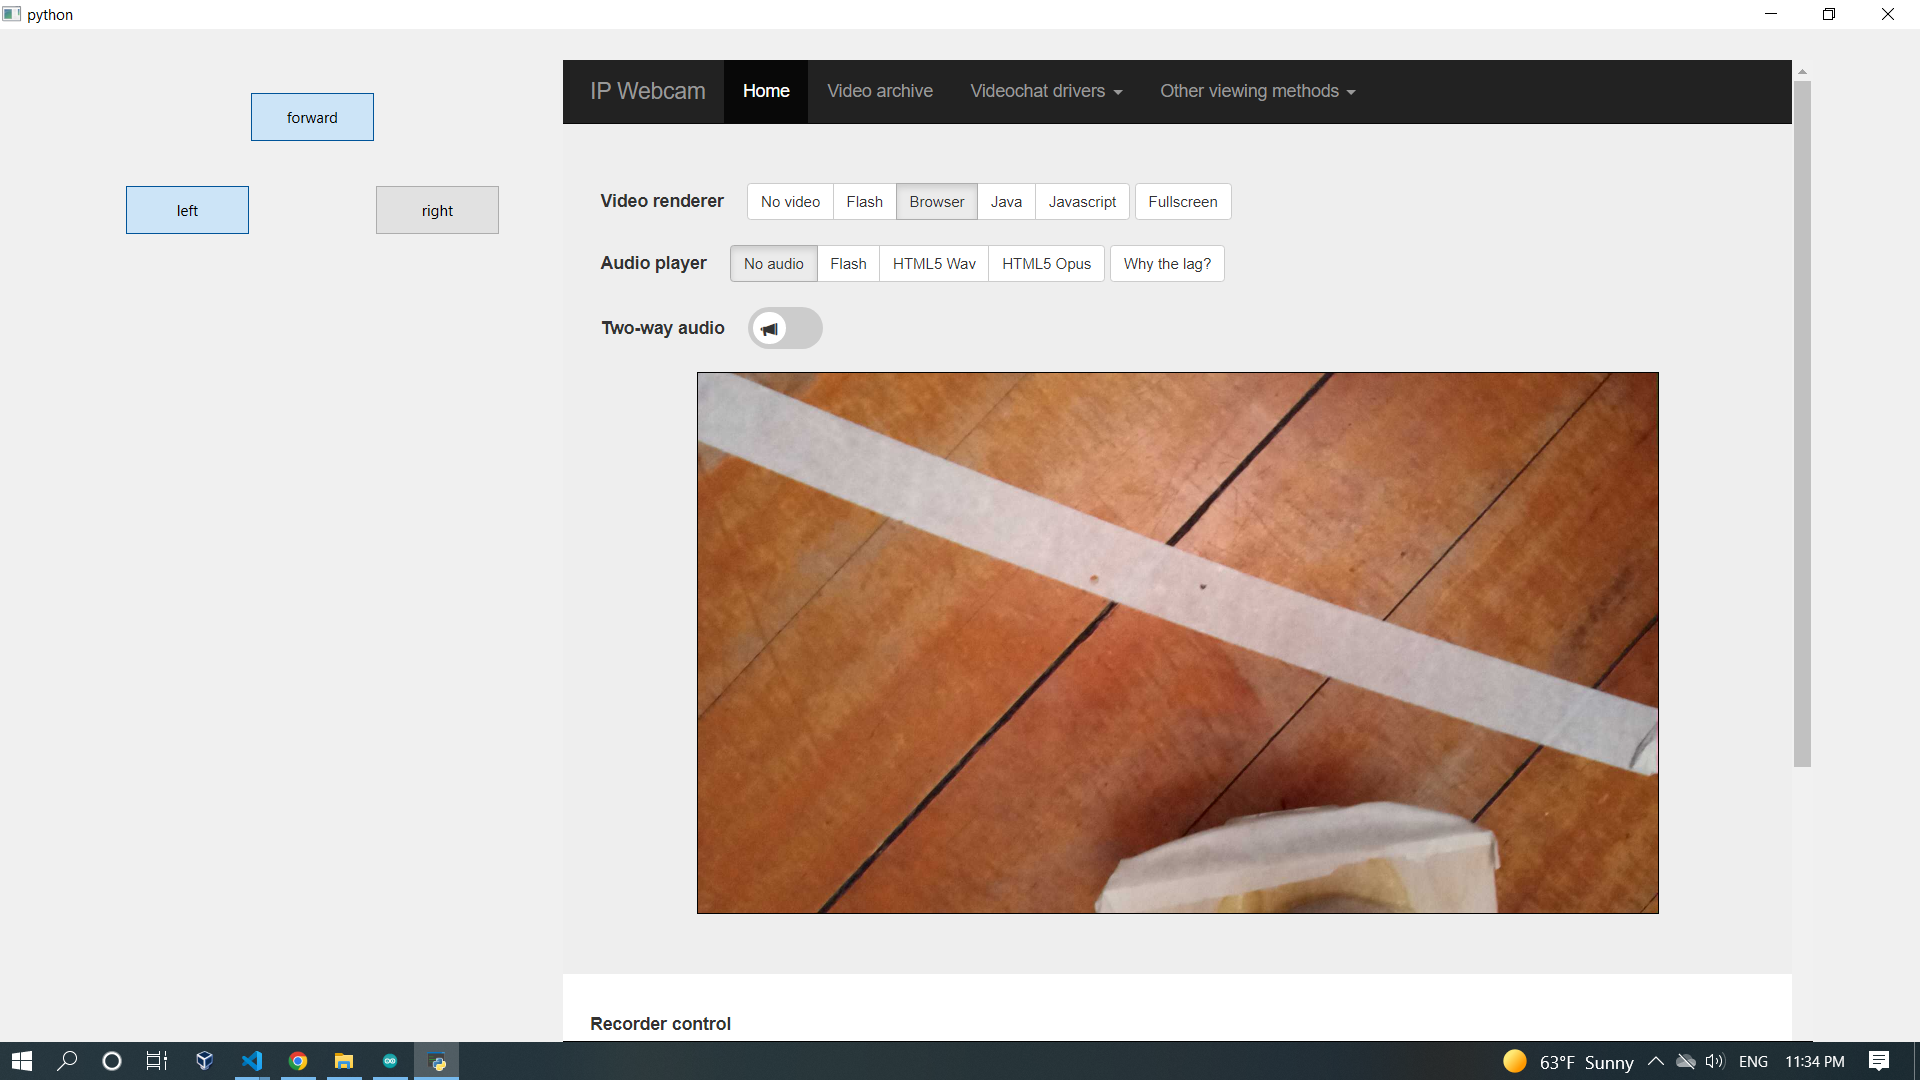 python
forward
left right
IP Webcam Home Video archive Videochat drivers Other viewing methods
Video renderer No video Flash Browser Java Javascript Fullscreen
Audio player No audio Flash HTML5 Wav HTML5 Opus Why the lag?
Two-way audio
Recorder control
63°F Sunny ENG 11:34 PM